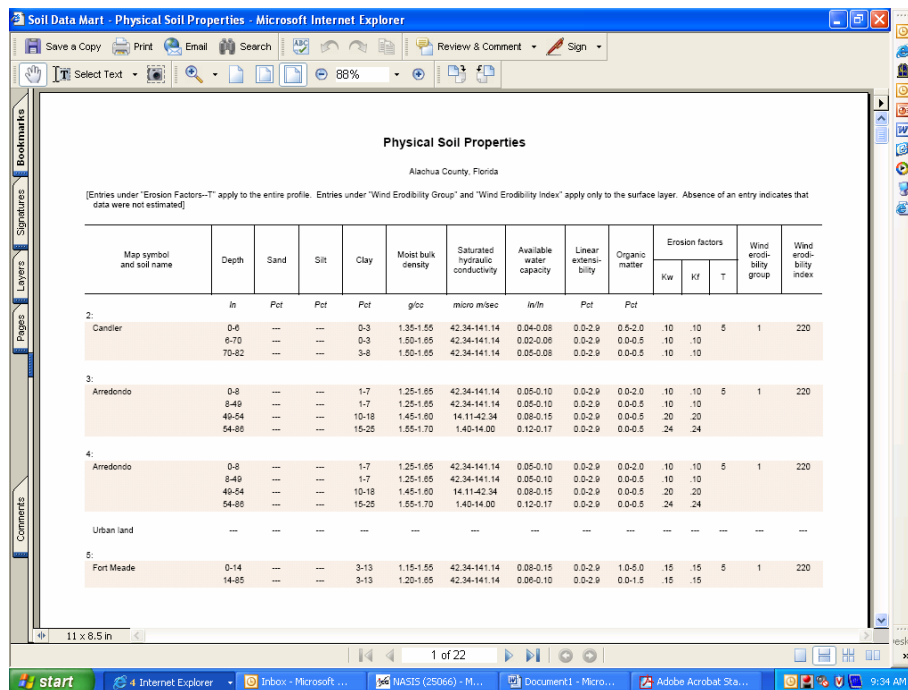 Soil Data Mart - Physical Soil Properties - Microsoft Internet Explorer
Save a Copy Print Email Search Review & Comment Sign
Select Text 88%
Bookmarks
Signatures
Layers
Pages
Comments
Physical Soil Properties
Alachua County, Florida
[Entries under "Erosion Factors--T" apply to the entire profile. Entries under "Wind Erodibility Group" and "Wind Erodibility Index" apply only to the surface layer. Absence of an entry indicates that
data were not estimated]
Map symbol and soil name Depth Sand Silt Clay Moist bulk density Saturated hydraulic conductivity Available water capacity Linear extensi- bility Organic matter Erosion factors Wind erodi- bility group Wind erodi- bility index
Kw Kf T
In Pct Pct Pct g/cc micro m/sec In/In Pct Pct
2:
Candler 0-6 --- --- 0-3 1.35-1.55 42.34-141.14 0.04-0.08 0.0-2.9 0.5-2.0 .10 .10 5 1 220
6-70 --- --- 0-3 1.50-1.65 42.34-141.14 0.02-0.06 0.0-2.9 0.0-0.5 .10 .10
70-82 --- --- 3-8 1.50-1.65 42.34-141.14 0.05-0.08 0.0-2.9 0.0-0.5 .10 .10
3:
Arredondo 0-8 --- --- 1-7 1.25-1.65 42.34-141.14 0.05-0.10 0.0-2.9 0.0-2.0 .10 .10 5 1 220
8-49 --- --- 1-7 1.25-1.65 42.34-141.14 0.05-0.10 0.0-2.9 0.0-0.5 .10 .10
49-54 --- --- 10-18 1.45-1.60 14.11-42.34 0.08-0.15 0.0-2.9 0.0-0.5 .20 .20
54-86 --- --- 15-25 1.55-1.70 1.40-14.00 0.12-0.17 0.0-2.9 0.0-0.5 .24 .24
4:
Arredondo 0-8 --- --- 1-7 1.25-1.65 42.34-141.14 0.05-0.10 0.0-2.9 0.0-2.0 .10 .10 5 1 220
8-49 --- --- 1-7 1.25-1.65 42.34-141.14 0.05-0.10 0.0-2.9 0.0-0.5 .10 .10
49-54 --- --- 10-18 1.45-1.60 14.11-42.34 0.08-0.15 0.0-2.9 0.0-0.5 .20 .20
54-86 --- --- 15-25 1.55-1.70 1.40-14.00 0.12-0.17 0.0-2.9 0.0-0.5 .24 .24
Urban land --- --- --- --- --- --- --- --- --- --- --- --- --- ---
5:
Fort Meade 0-14 --- --- 3-13 1.15-1.55 42.34-141.14 0.08-0.15 0.0-2.9 1.0-5.0 .15 .15 5 1 220
14-85 --- --- 3-13 1.20-1.65 42.34-141.14 0.06-0.10 0.0-2.9 0.0-1.5 .15 .15
11 x 8.5 in
1 of 22
start 4 Internet Explorer Inbox - Microsoft ... NASIS (25066) - M... Document1 - Micro... Adobe Acrobat Sta... 9:34 AM